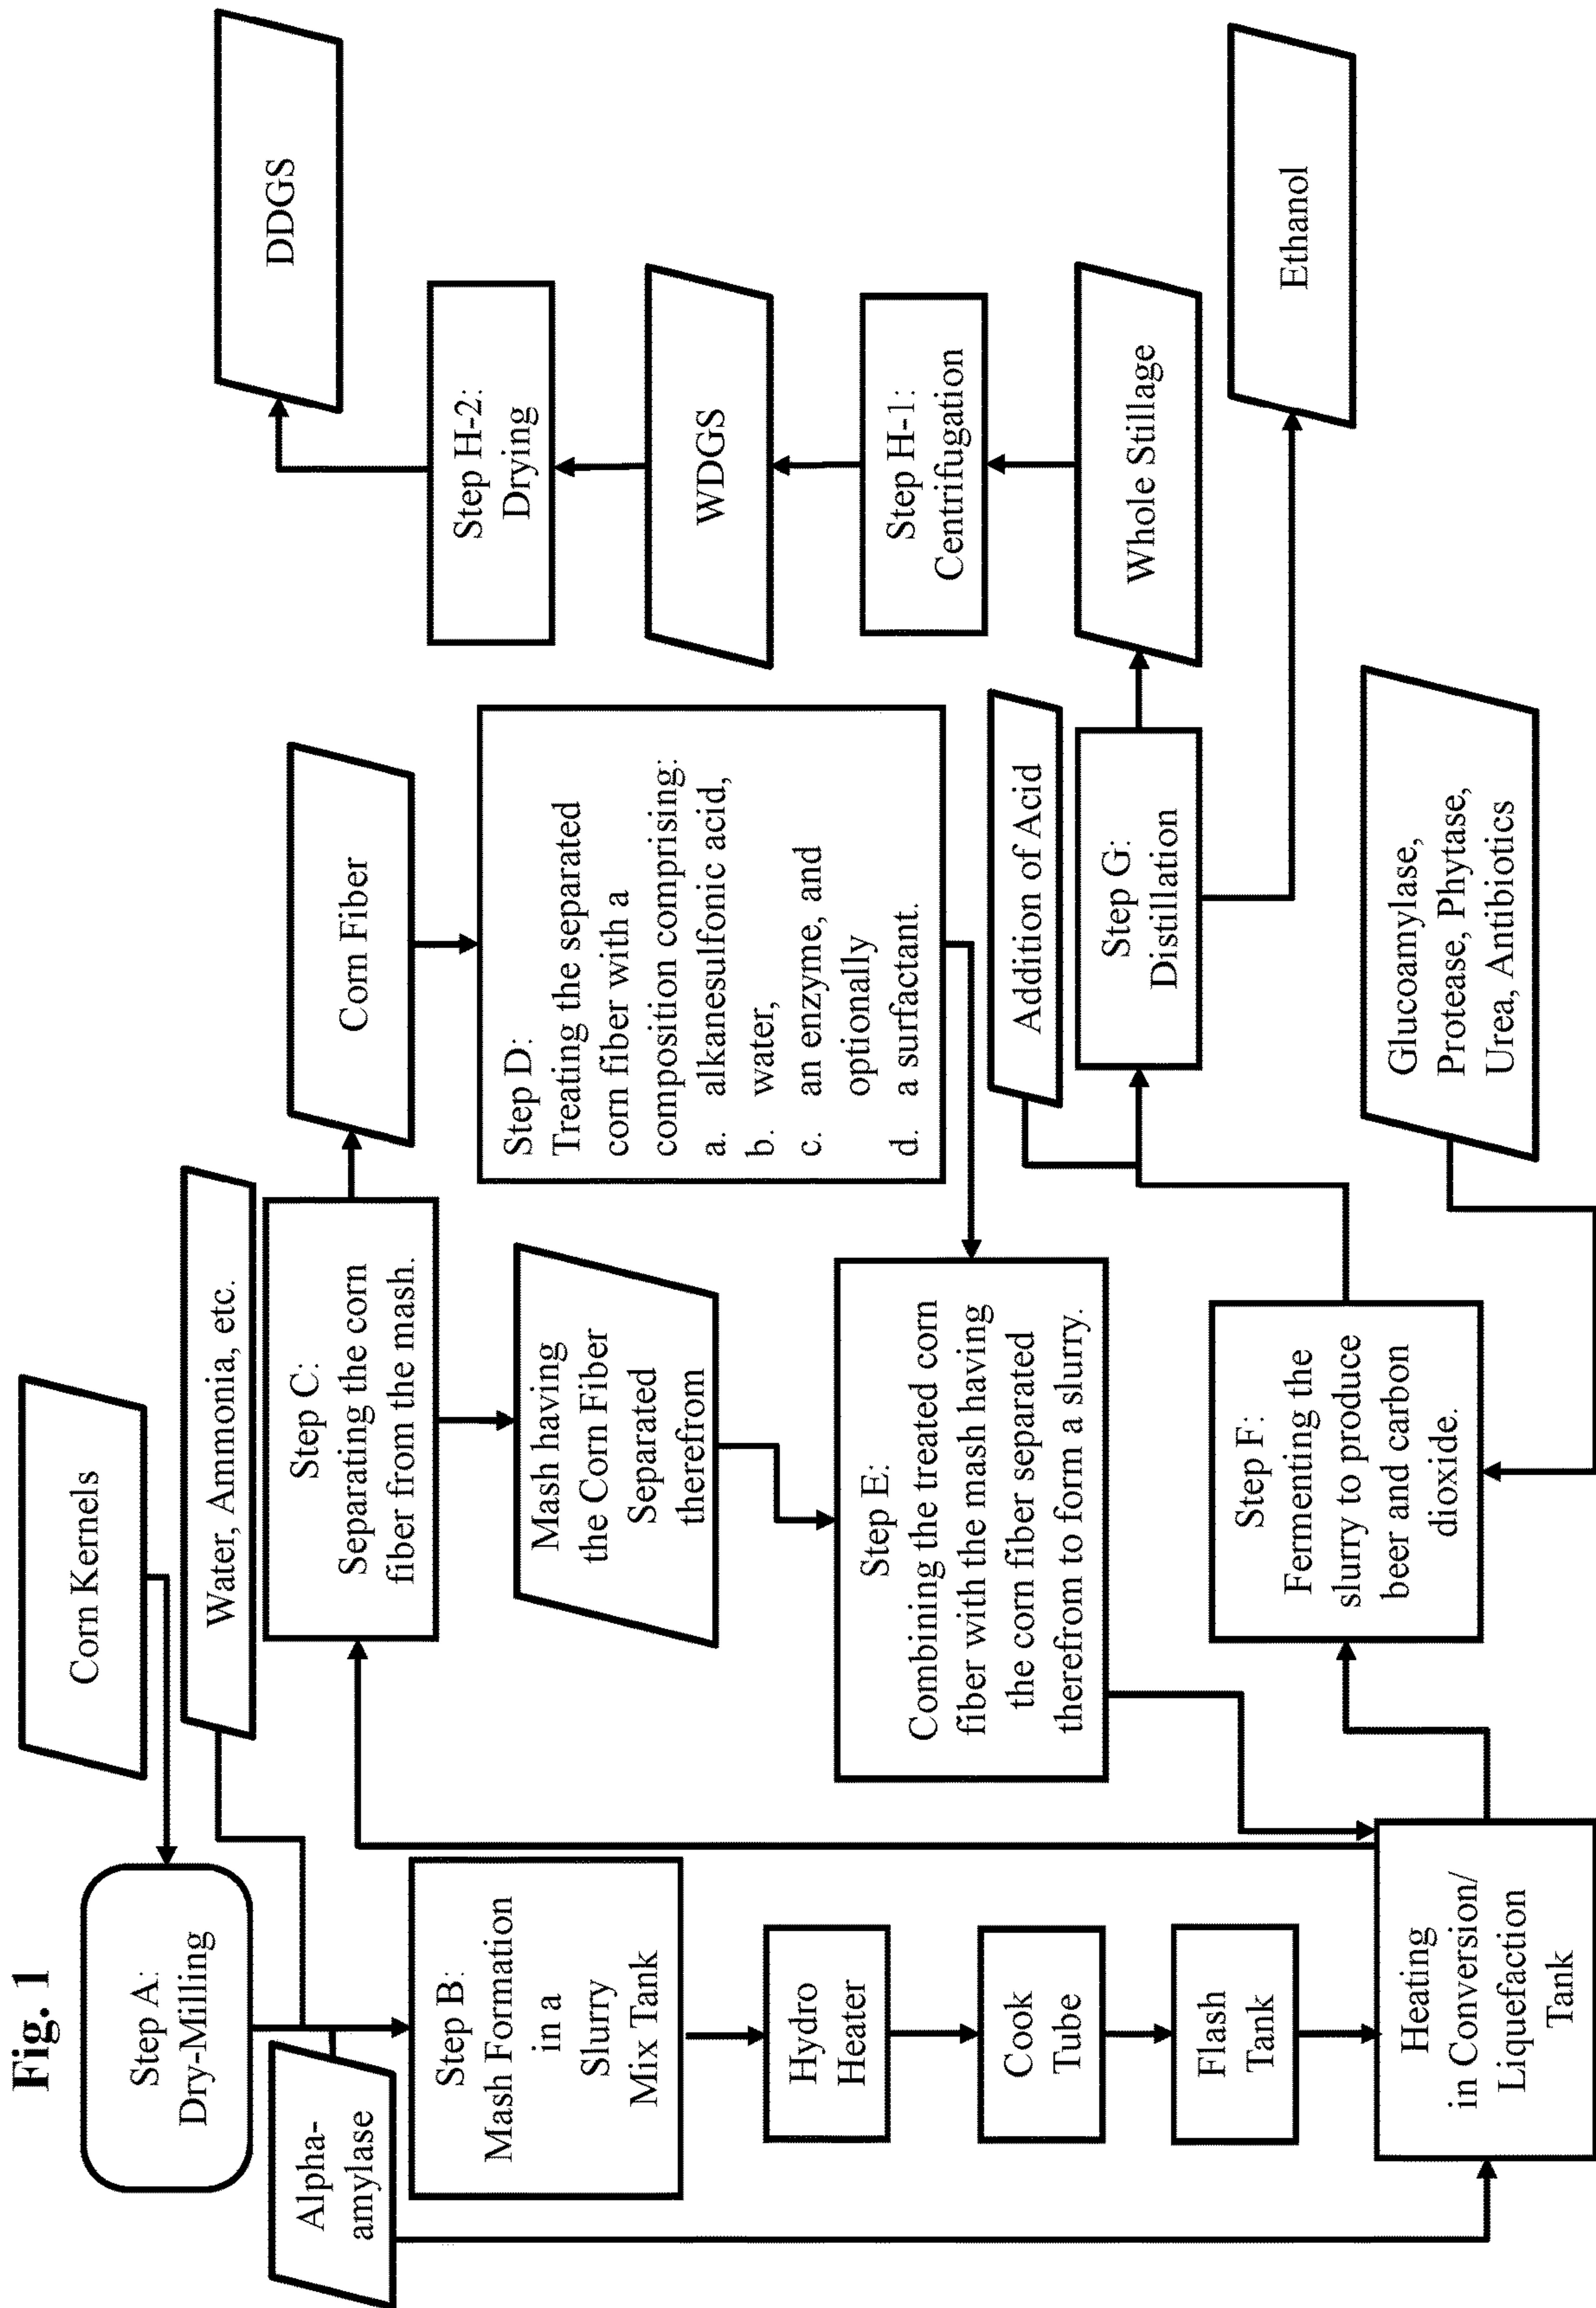 Fig. 1
Step A:
Dry-Milling
Corn Kernels
Water, Ammonia, etc.
Alpha-
amylase
Step B:
Mash Formation
in a
Slurry
Mix Tank
Hydro
Heater
Cook
Tube
Flash
Tank
Heating
in Conversion/
Liquefaction
Tank
Step C:
Separating the corn
fiber from the mash.
Mash having
the Corn Fiber
Separated
therefrom
Corn Fiber
Step D:
Treating the separated
corn fiber with a
composition comprising:
a. alkanesulfonic acid,
b. water,
c. an enzyme, and
optionally
d. a surfactant.
Step E:
Combining the treated corn
fiber with the mash having
the corn fiber separated
therefrom to form a slurry.
Step F:
Fermenting the
slurry to produce
beer and carbon
dioxide.
Glucoamylase,
Protease, Phytase,
Urea, Antibiotics
Addition of Acid
Step G:
Distillation
Whole Stillage
Step H-1:
Centrifugation
WDGS
Step H-2:
Drying
DDGS
Ethanol